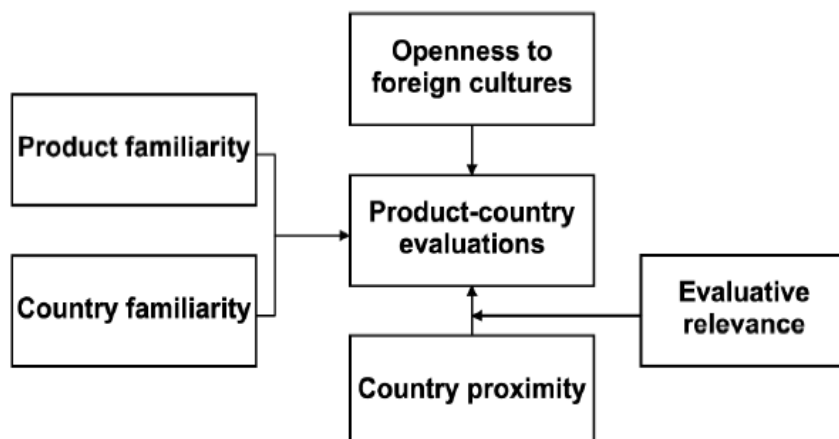 Openness to
foreign cultures
Product familiarity
Product-country
evaluations
Country familiarity
Evaluative
relevance
Country proximity